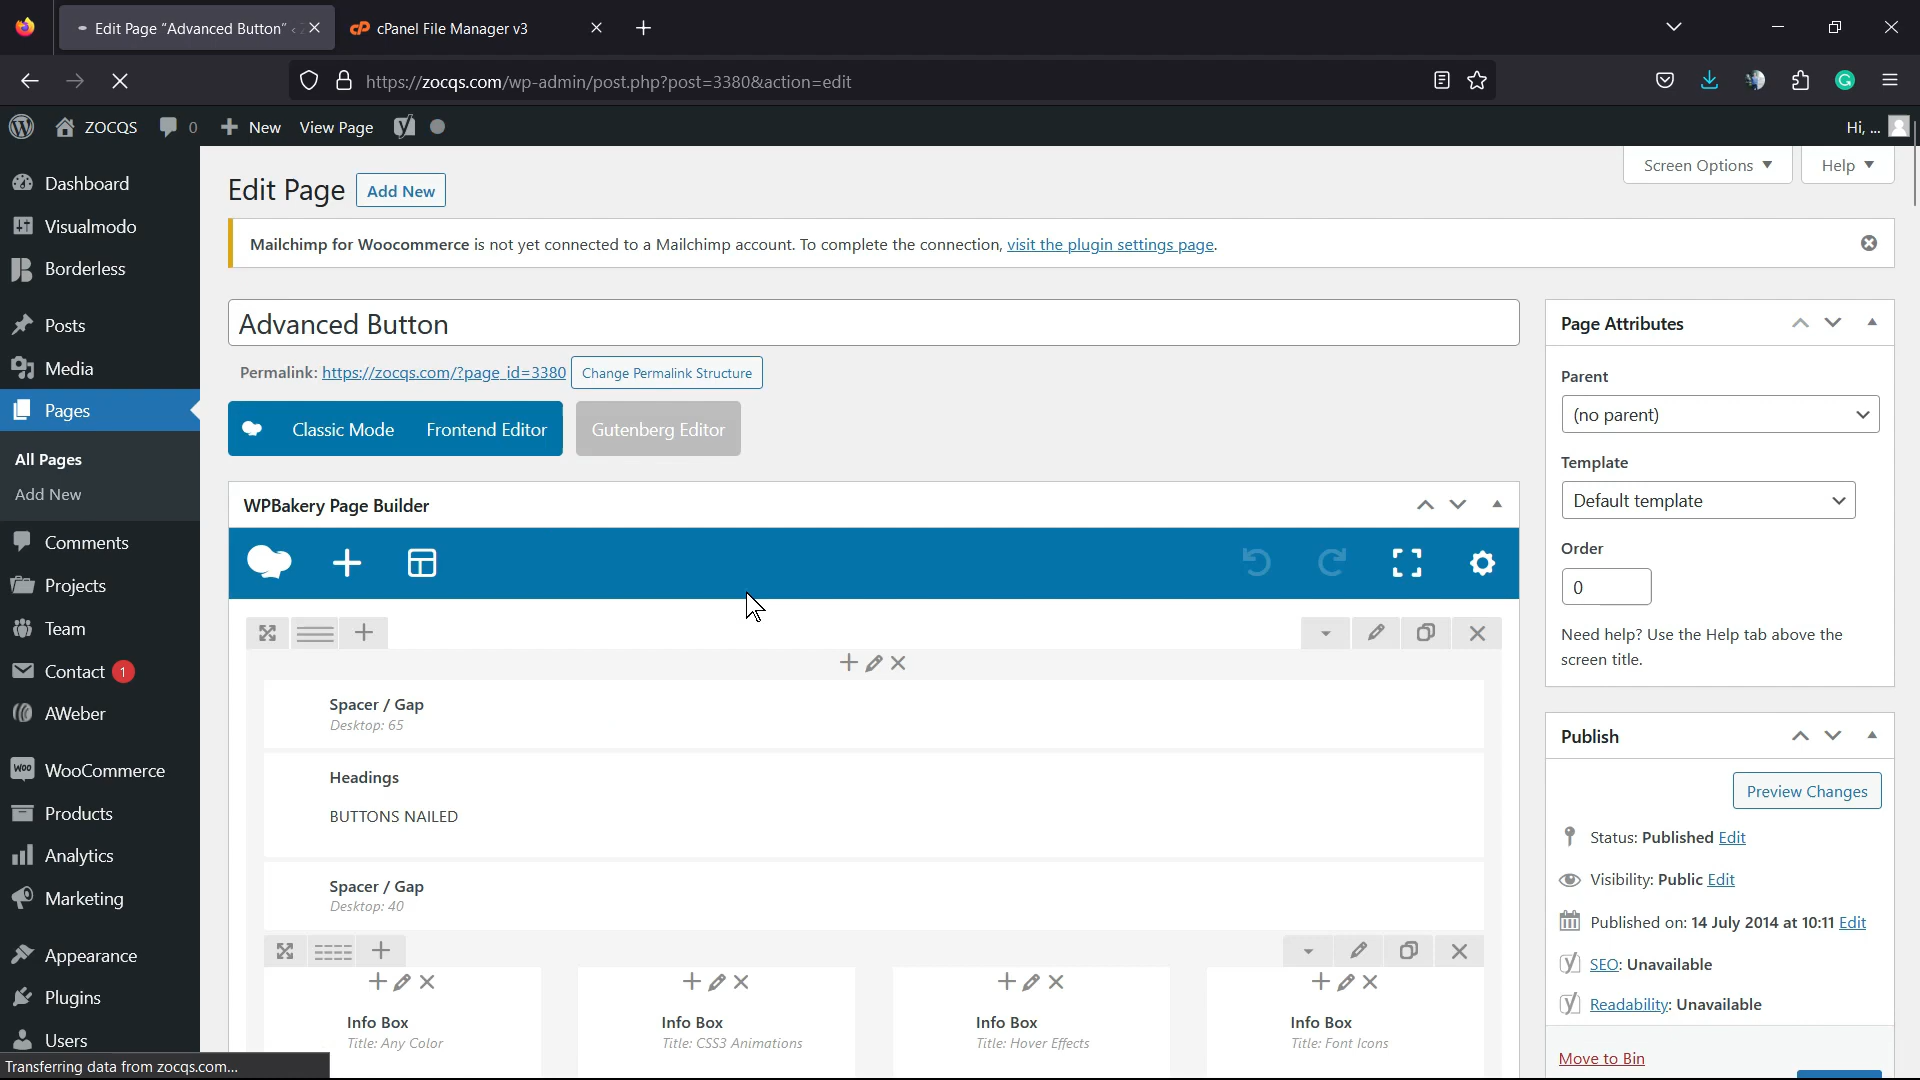 Edit Page “Advanced Button” ‹
cPanel File Manager v3
https://zocqs.com/wp-admin/post.php?post=3380&action=edit
ZOCQS
0
New
View Page
Hi, ...
Dashboard
Visualmodo
Borderless
Posts
Media
Pages
All Pages
Add New
Comments
Projects
Team
Contact 1
AWeber
WooCommerce
Products
Analytics
Marketing
Appearance
Plugins
Users
Transferring data from zocqs.com...
Screen Options
Help
Edit Page
Add New
Mailchimp for Woocommerce is not yet connected to a Mailchimp account. To complete the connection, visit the plugin settings page.
Advanced Button
Permalink: https://zocqs.com/?page_id=3380
Change Permalink Structure
Classic Mode
Frontend Editor
Gutenberg Editor
WPBakery Page Builder
Spacer / Gap
Desktop: 65
Headings
BUTTONS NAILED
Spacer / Gap
Desktop: 40
Info Box
Title: Any Color
Info Box
Title: CSS3 Animations
Info Box
Title: Hover Effects
Info Box
Title: Font Icons
Page Attributes
Parent
(no parent)
Template
Default template
Order
0
Need help? Use the Help tab above the
screen title.
Publish
Preview Changes
Status: Published Edit
Visibility: Public Edit
Published on: 14 July 2014 at 10:11 Edit
SEO: Unavailable
Readability: Unavailable
Move to Bin